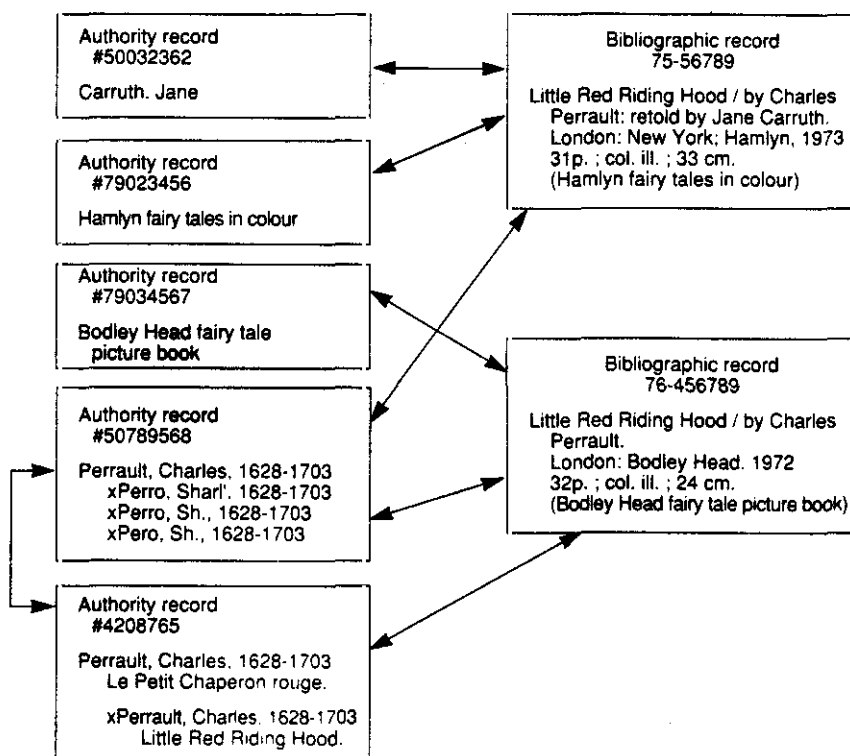 Authority record
#50032362
Carruth. Jane
Authority record
#79023456
Hamlyn fairy tales in colour
Authority record
#79034567
Bodley Head fairy tale
picture book
Authority record
#50789568
Perrault, Charles, 1628-1703
xPerro, Sharl'. 1628-1703
xPero, Sh., 1628-1703
xPero, Sh., 1628-1703
Authority record
#4208765
Perrault, Charles, 1628-1703
Le Petit Chaperon rouge.
xPerrault, Charles, 1628-1703
Little Red Riding Hood.
Bibliographic record
75-56789
Little Red Riding Hood / by Charles
Perrault: retold by Jane Carruth.
London: New York; Hamlyn, 1973
31p. ; col. ill. ; 33 cm.
(Hamlyn fairy tales in colour)
Bibliographic record
76-456789
Little Red Riding Hood / by Charles
Perrault.
London: Bodley Head. 1972
32p. ; col. ill. ; 24 cm.
(Bodley Head fairy tale picture book)